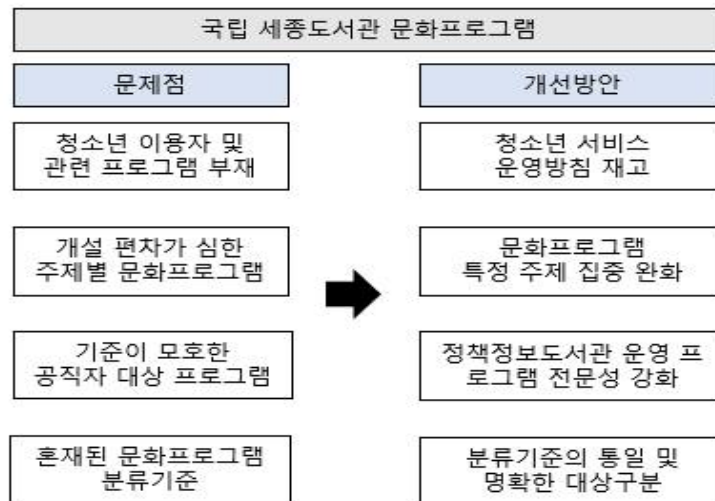 국립 세종도서관 문화프로그램
문제점
개선방안
청소년 이용자 및
관련 프로그램 부재
청소년 서비스
운영방침 재고
개설 편차가 심한
주제별 문화프로그램
문화프로그램
특정 주제 집중 완화
기준이 모호한
공직자 대상 프로그램
정책정보도서관 운영 프
로그램 전문성 강화
혼재된 문화프로그램
분류기준
분류기준의 통일 및
명확한 대상구분